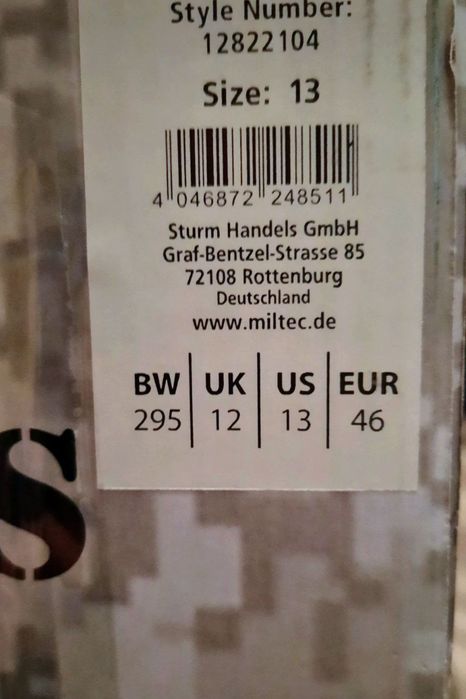 Style Number:
12822104
Size: 13
4 046872 248511
Sturm Handels GmbH
Graf-Bentzel-Strasse 85
72108 Rottenburg
Deutschland
www.miltec.de
BW UK US EUR
295 12 13 46
S